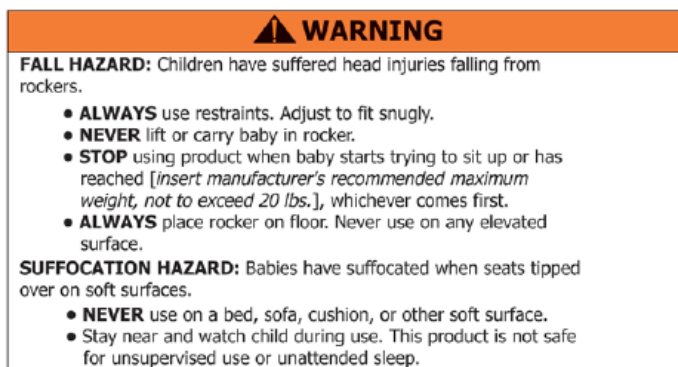 WARNING
FALL HAZARD: Children have suffered head injuries falling from
rockers.
● ALWAYS use restraints. Adjust to fit snugly.
● NEVER lift or carry baby in rocker.
● STOP using product when baby starts trying to sit up or has
reached [insert manufacturer's recommended maximum
weight, not to exceed 20 lbs.], whichever comes first.
● ALWAYS place rocker on floor. Never use on any elevated
surface.
SUFFOCATION HAZARD: Babies have suffocated when seats tipped
over on soft surfaces.
● NEVER use on a bed, sofa, cushion, or other soft surface.
● Stay near and watch child during use. This product is not safe
for unsupervised use or unattended sleep.